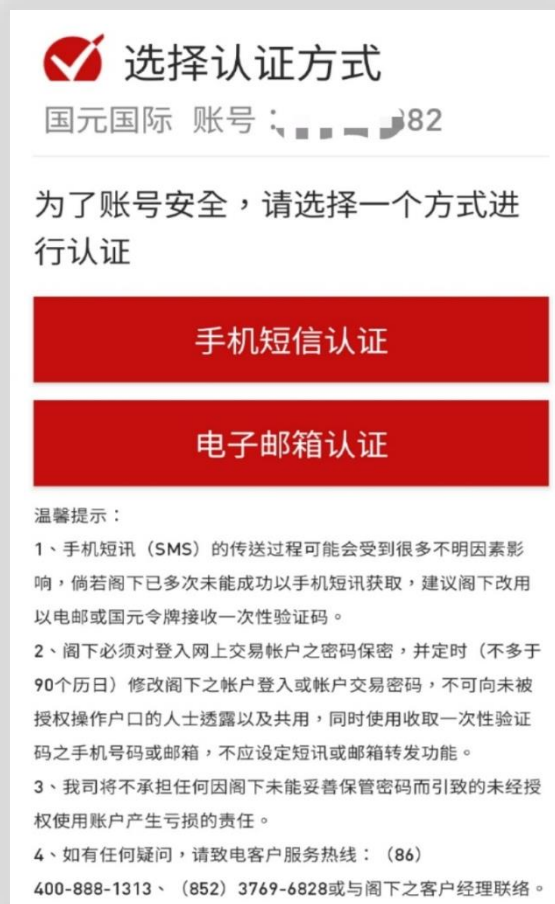 选择认证方式
国元国际 账号：82
为了账号安全，请选择一个方式进
行认证
手机短信认证
电子邮箱认证
温馨提示：
1、手机短讯（SMS）的传送过程可能会受到很多不明因素影
响，倘若阁下已多次未能成功以手机短讯获取，建议阁下改用
以电邮或国元令牌接收一次性验证码。
2、阁下必须对登入网上交易帐户之密码保密，并定时（不多于
90个历日）修改阁下之帐户登入或帐户交易密码，不可向未被
授权操作户口的人士透露以及共用，同时使用收取一次性验证
码之手机号码或邮箱，不应设定短讯或邮箱转发功能。
3、我司将不承担任何因阁下未能妥善保管密码而引致的未经授
权使用账户产生亏损的责任。
4、如有任何疑问，请致电客户服务热线：（86）
400-888-1313、（852）3769-6828或与阁下之客户经理联络。